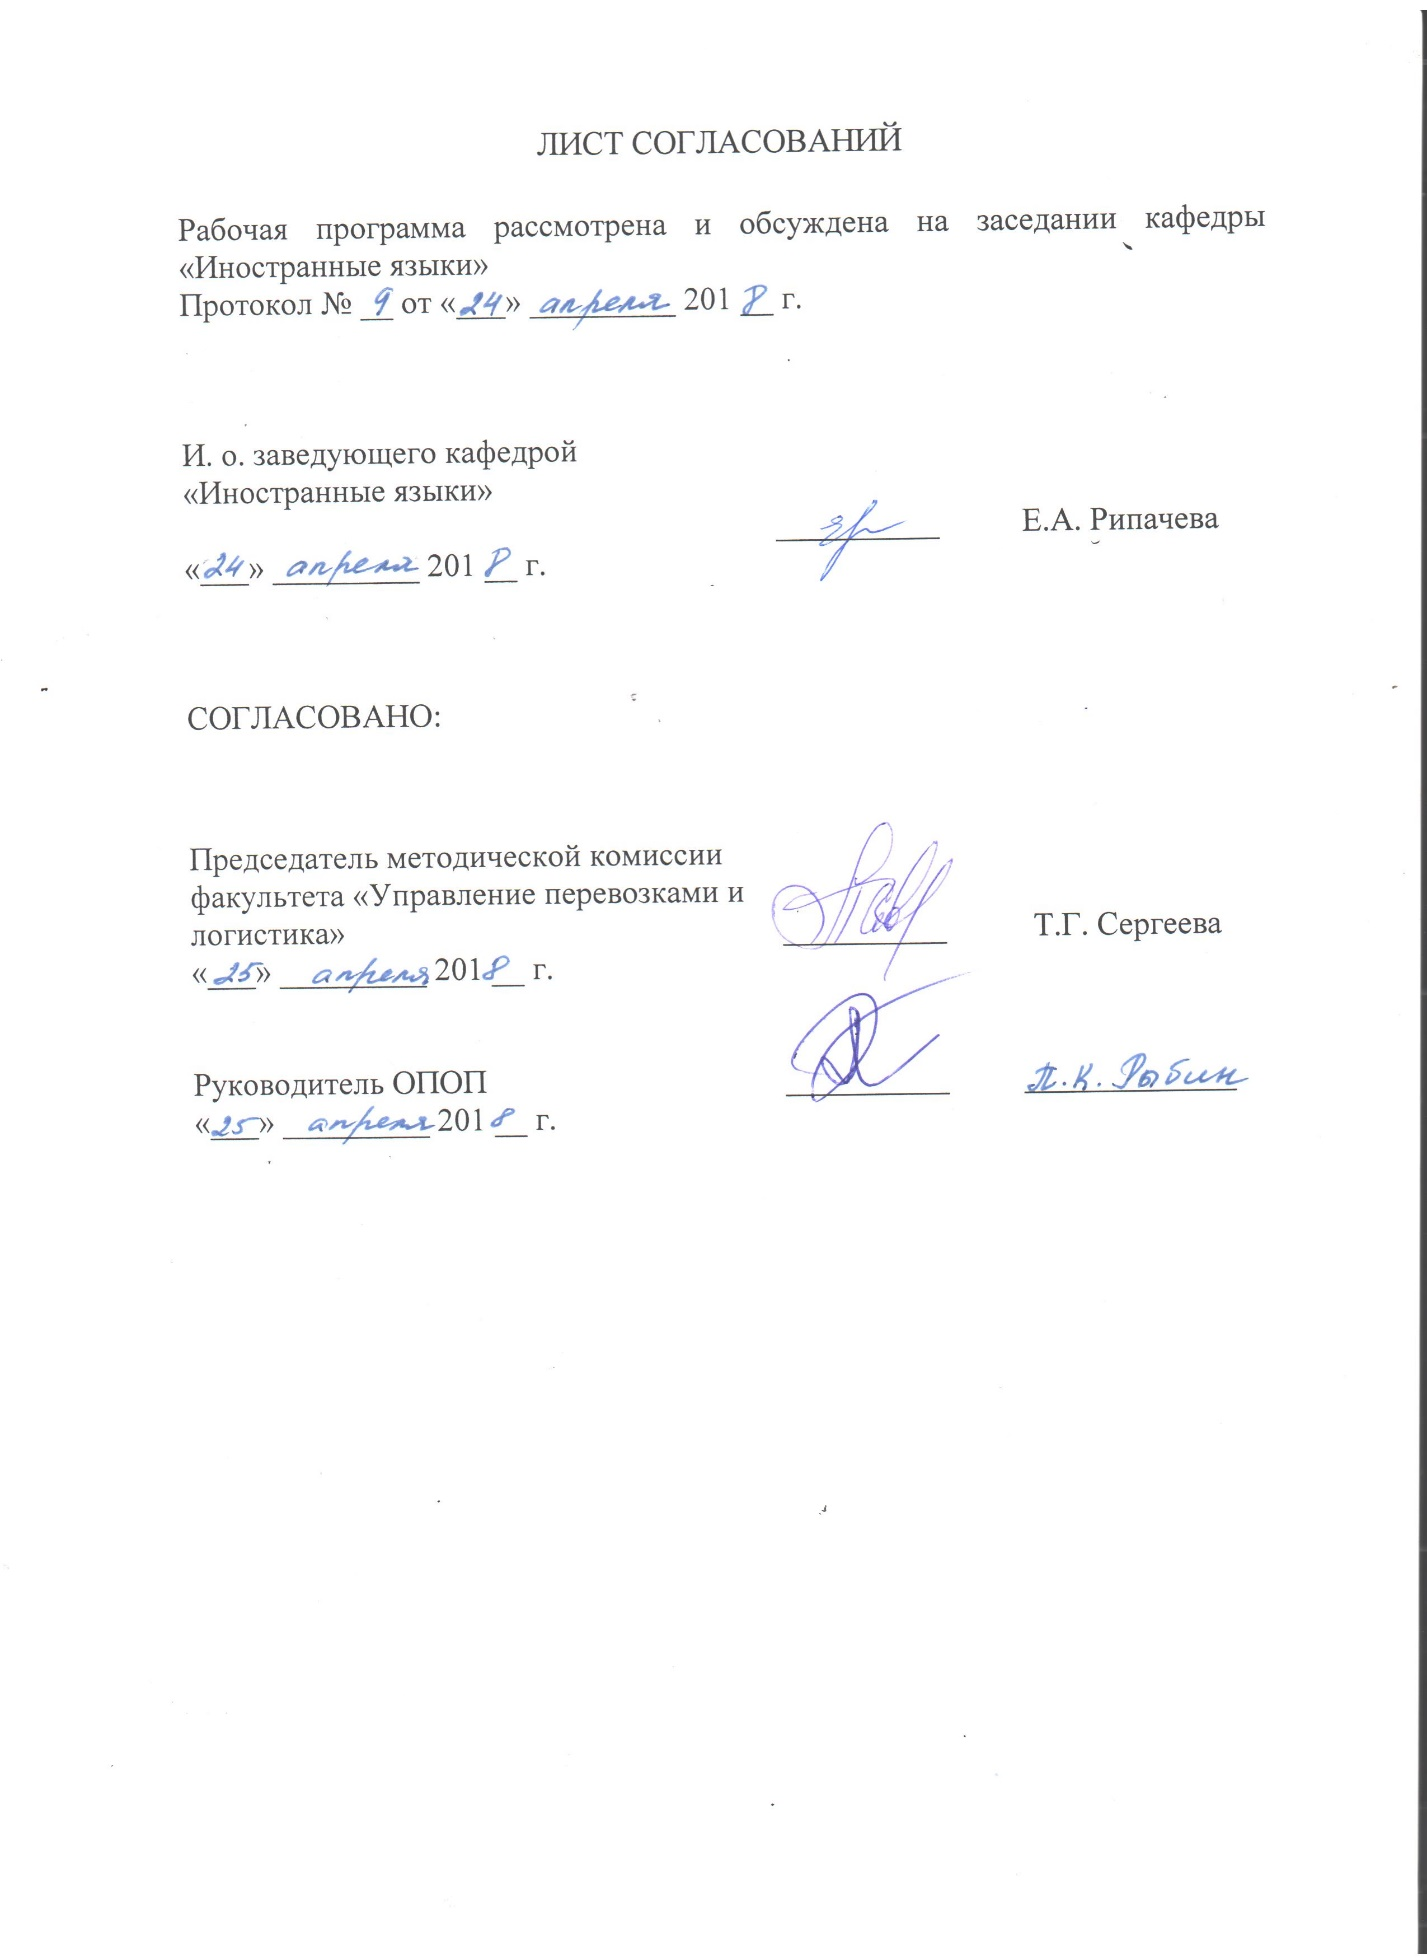 ЛИСТ СОГЛАСОВАНИЙ
Рабочая программа рассмотрена и обсуждена на заседании кафедры
«Иностранные языки»
Протокол № 9 от «24» апреля 2018 г.
И. о. заведующего кафедрой
«Иностранные языки»
Е.А. Рипачева
«24» апреля 2018 г.
СОГЛАСОВАНО:
Председатель методической комиссии
факультета «Управление перевозками и
логистика»
Т.Г. Сергеева
«25» апреля 2018 г.
Руководитель ОПОП
П.К. Рыбин
«25» апреля 2018 г.